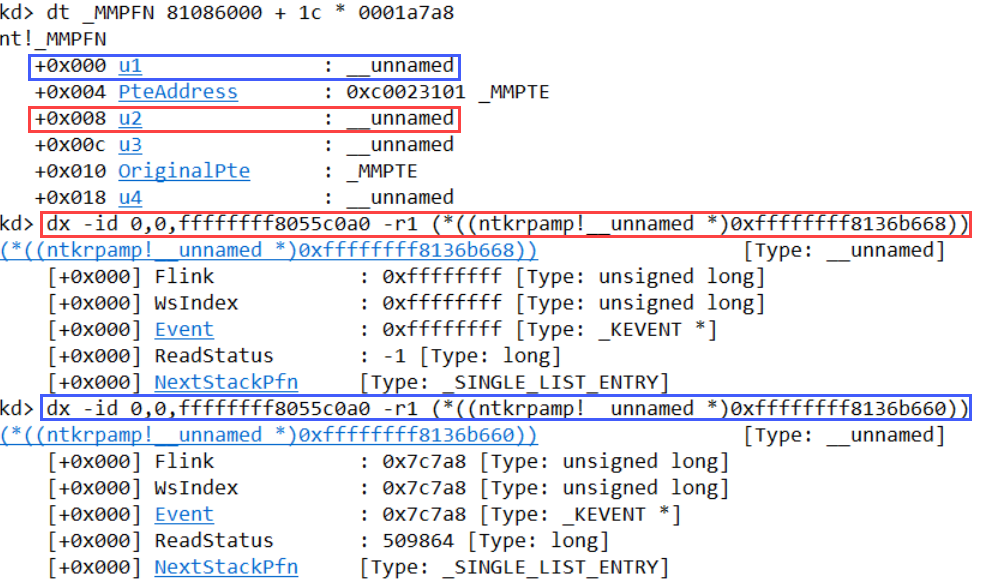 kd> dt _MMPFN 81086000 + 1c * 0001a7a8
nt!_MMPFN
+0x000 u1 : __unnamed
+0x004 PteAddress : 0xc0023101 _MMPTE
+0x008 u2 : __unnamed
+0x00c u3 : __unnamed
+0x010 OriginalPte : _MMPTE
+0x018 u4 : __unnamed
kd> dx -id 0,0,ffffffff8055c0a0 -r1 (*((ntkrpamp!__unnamed *)0xffffffff8136b668))
(*((ntkrpamp!__unnamed *)0xffffffff8136b668)) [Type: __unnamed]
[+0x000] Flink : 0xffffffff [Type: unsigned long]
[+0x000] WsIndex : 0xffffffff [Type: unsigned long]
[+0x000] Event : 0xffffffff [Type: _KEVENT *]
[+0x000] ReadStatus : -1 [Type: long]
[+0x000] NextStackPfn [Type: _SINGLE_LIST_ENTRY]
kd> dx -id 0,0,ffffffff8055c0a0 -r1 (*((ntkrpamp!__unnamed *)0xffffffff8136b660))
(*((ntkrpamp!__unnamed *)0xffffffff8136b660)) [Type: __unnamed]
[+0x000] Flink : 0x7c7a8 [Type: unsigned long]
[+0x000] WsIndex : 0x7c7a8 [Type: unsigned long]
[+0x000] Event : 0x7c7a8 [Type: _KEVENT *]
[+0x000] ReadStatus : 509864 [Type: long]
[+0x000] NextStackPfn [Type: _SINGLE_LIST_ENTRY]